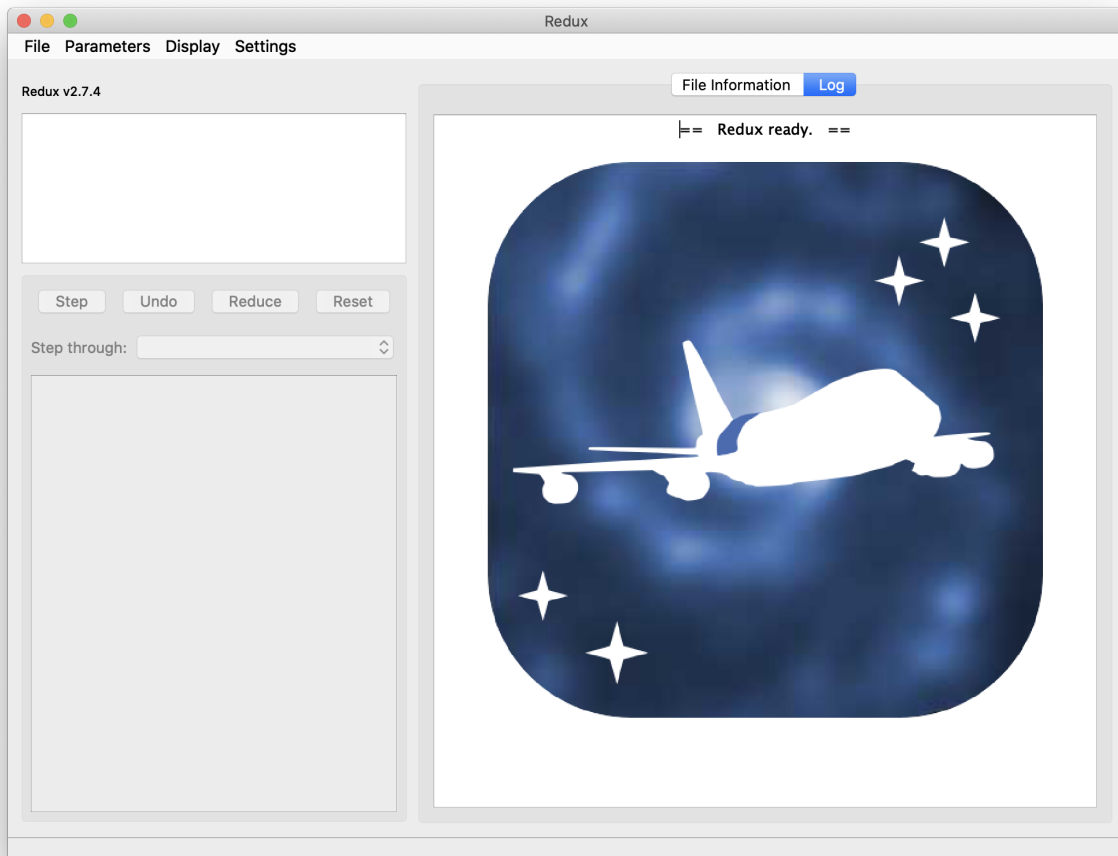 Redux
File Parameters Display Settings
Redux v2.7.4
File Information Log
== Redux ready. ==
Step Undo Reduce Reset
Step through: